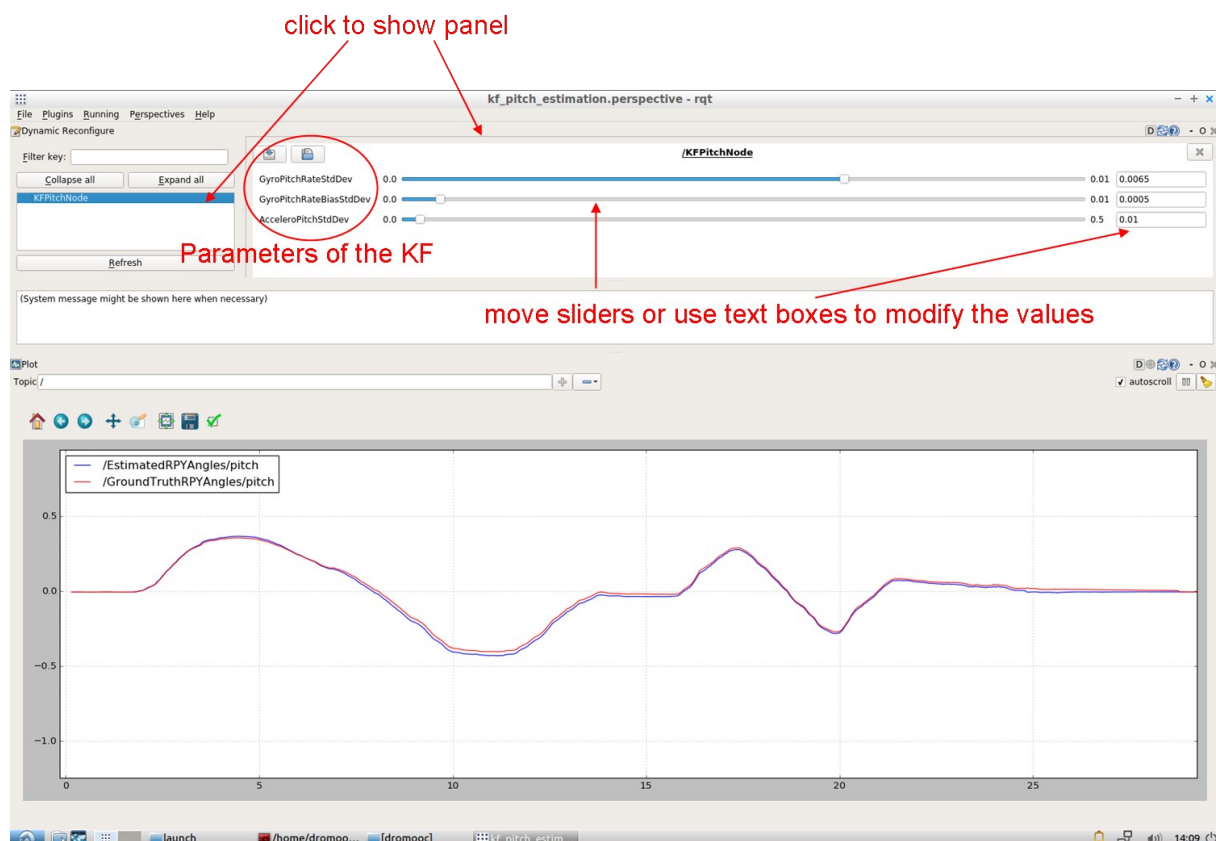 click to show panel
kf_pitch_estimation.perspective - rqt
File Plugins Running Perspectives Help
Dynamic Reconfigure
D
- O
Filter key:
/KFPitchNode
Collapse all Expand all
GyroPitchRateStdDev 0.0 0.01 0.0065
KFPitchNode
GyroPitchRateBiasStdDev 0.0 0.01 0.0005
AcceleroPitchStdDev 0.0 0.5 0.01
Parameters of the KF
Refresh
(System message might be shown here when necessary)
move sliders or use text boxes to modify the values
Plot
D
- O
Topic /
autoscroll
/EstimatedRPYAngles/pitch
/GroundTruthRPYAngles/pitch
0.5
0.0
−0.5
−1.0
0 5 10 15 20 25
launch /home/dromoo... [dromooc] kf_pitch_estim... 14:09